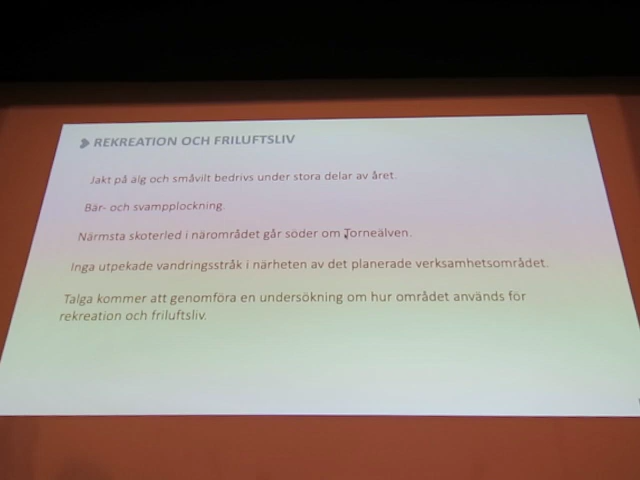 REKREATION OCH FRILUFTSLIV
Jakt på älg och småvilt bedrivs under stora delar av året.
Bär- och svampplockning.
Närmsta skoterled i närområdet går söder om Torneälven.
Inga utpekade vandringsstråk i närheten av det planerade verksamhetsområdet.
Talga kommer att genomföra en undersökning om hur området används för
rekreation och friluftsliv.